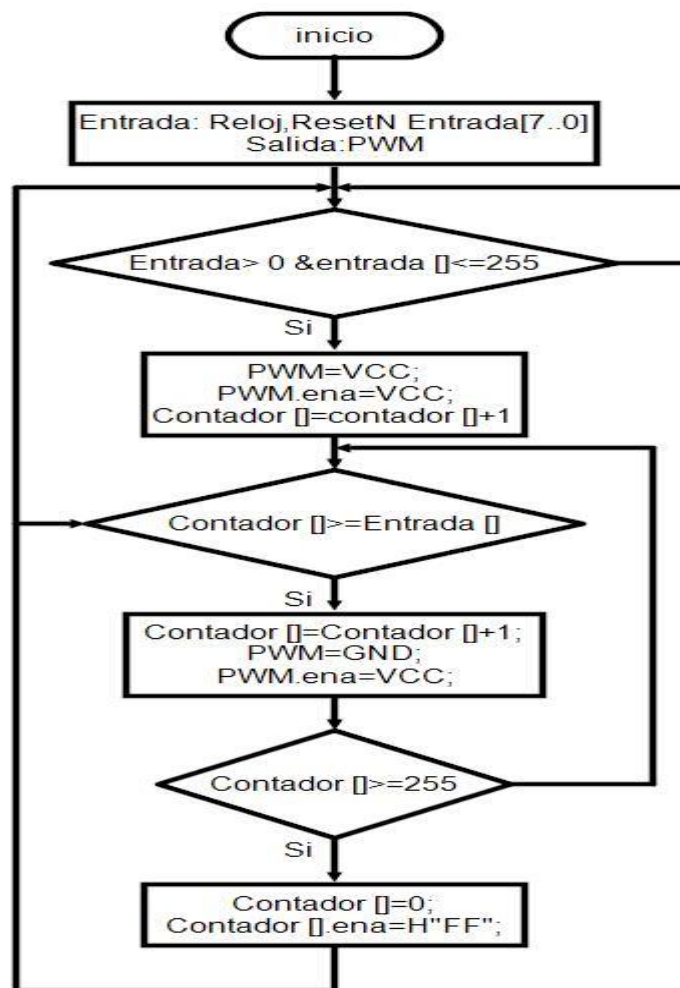 inicio
Entrada: Reloj,ResetN Entrada[7..0]
Salida:PWM
Entrada> 0 &entrada []<=255
Si
PWM=VCC;
PWM.ena=VCC;
Contador []=contador []+1
Contador []>=Entrada []
Si
Contador []=Contador []+1;
PWM=GND;
PWM.ena=VCC;
Contador []>=255
Si
Contador []=0;
Contador [].ena=H"FF";